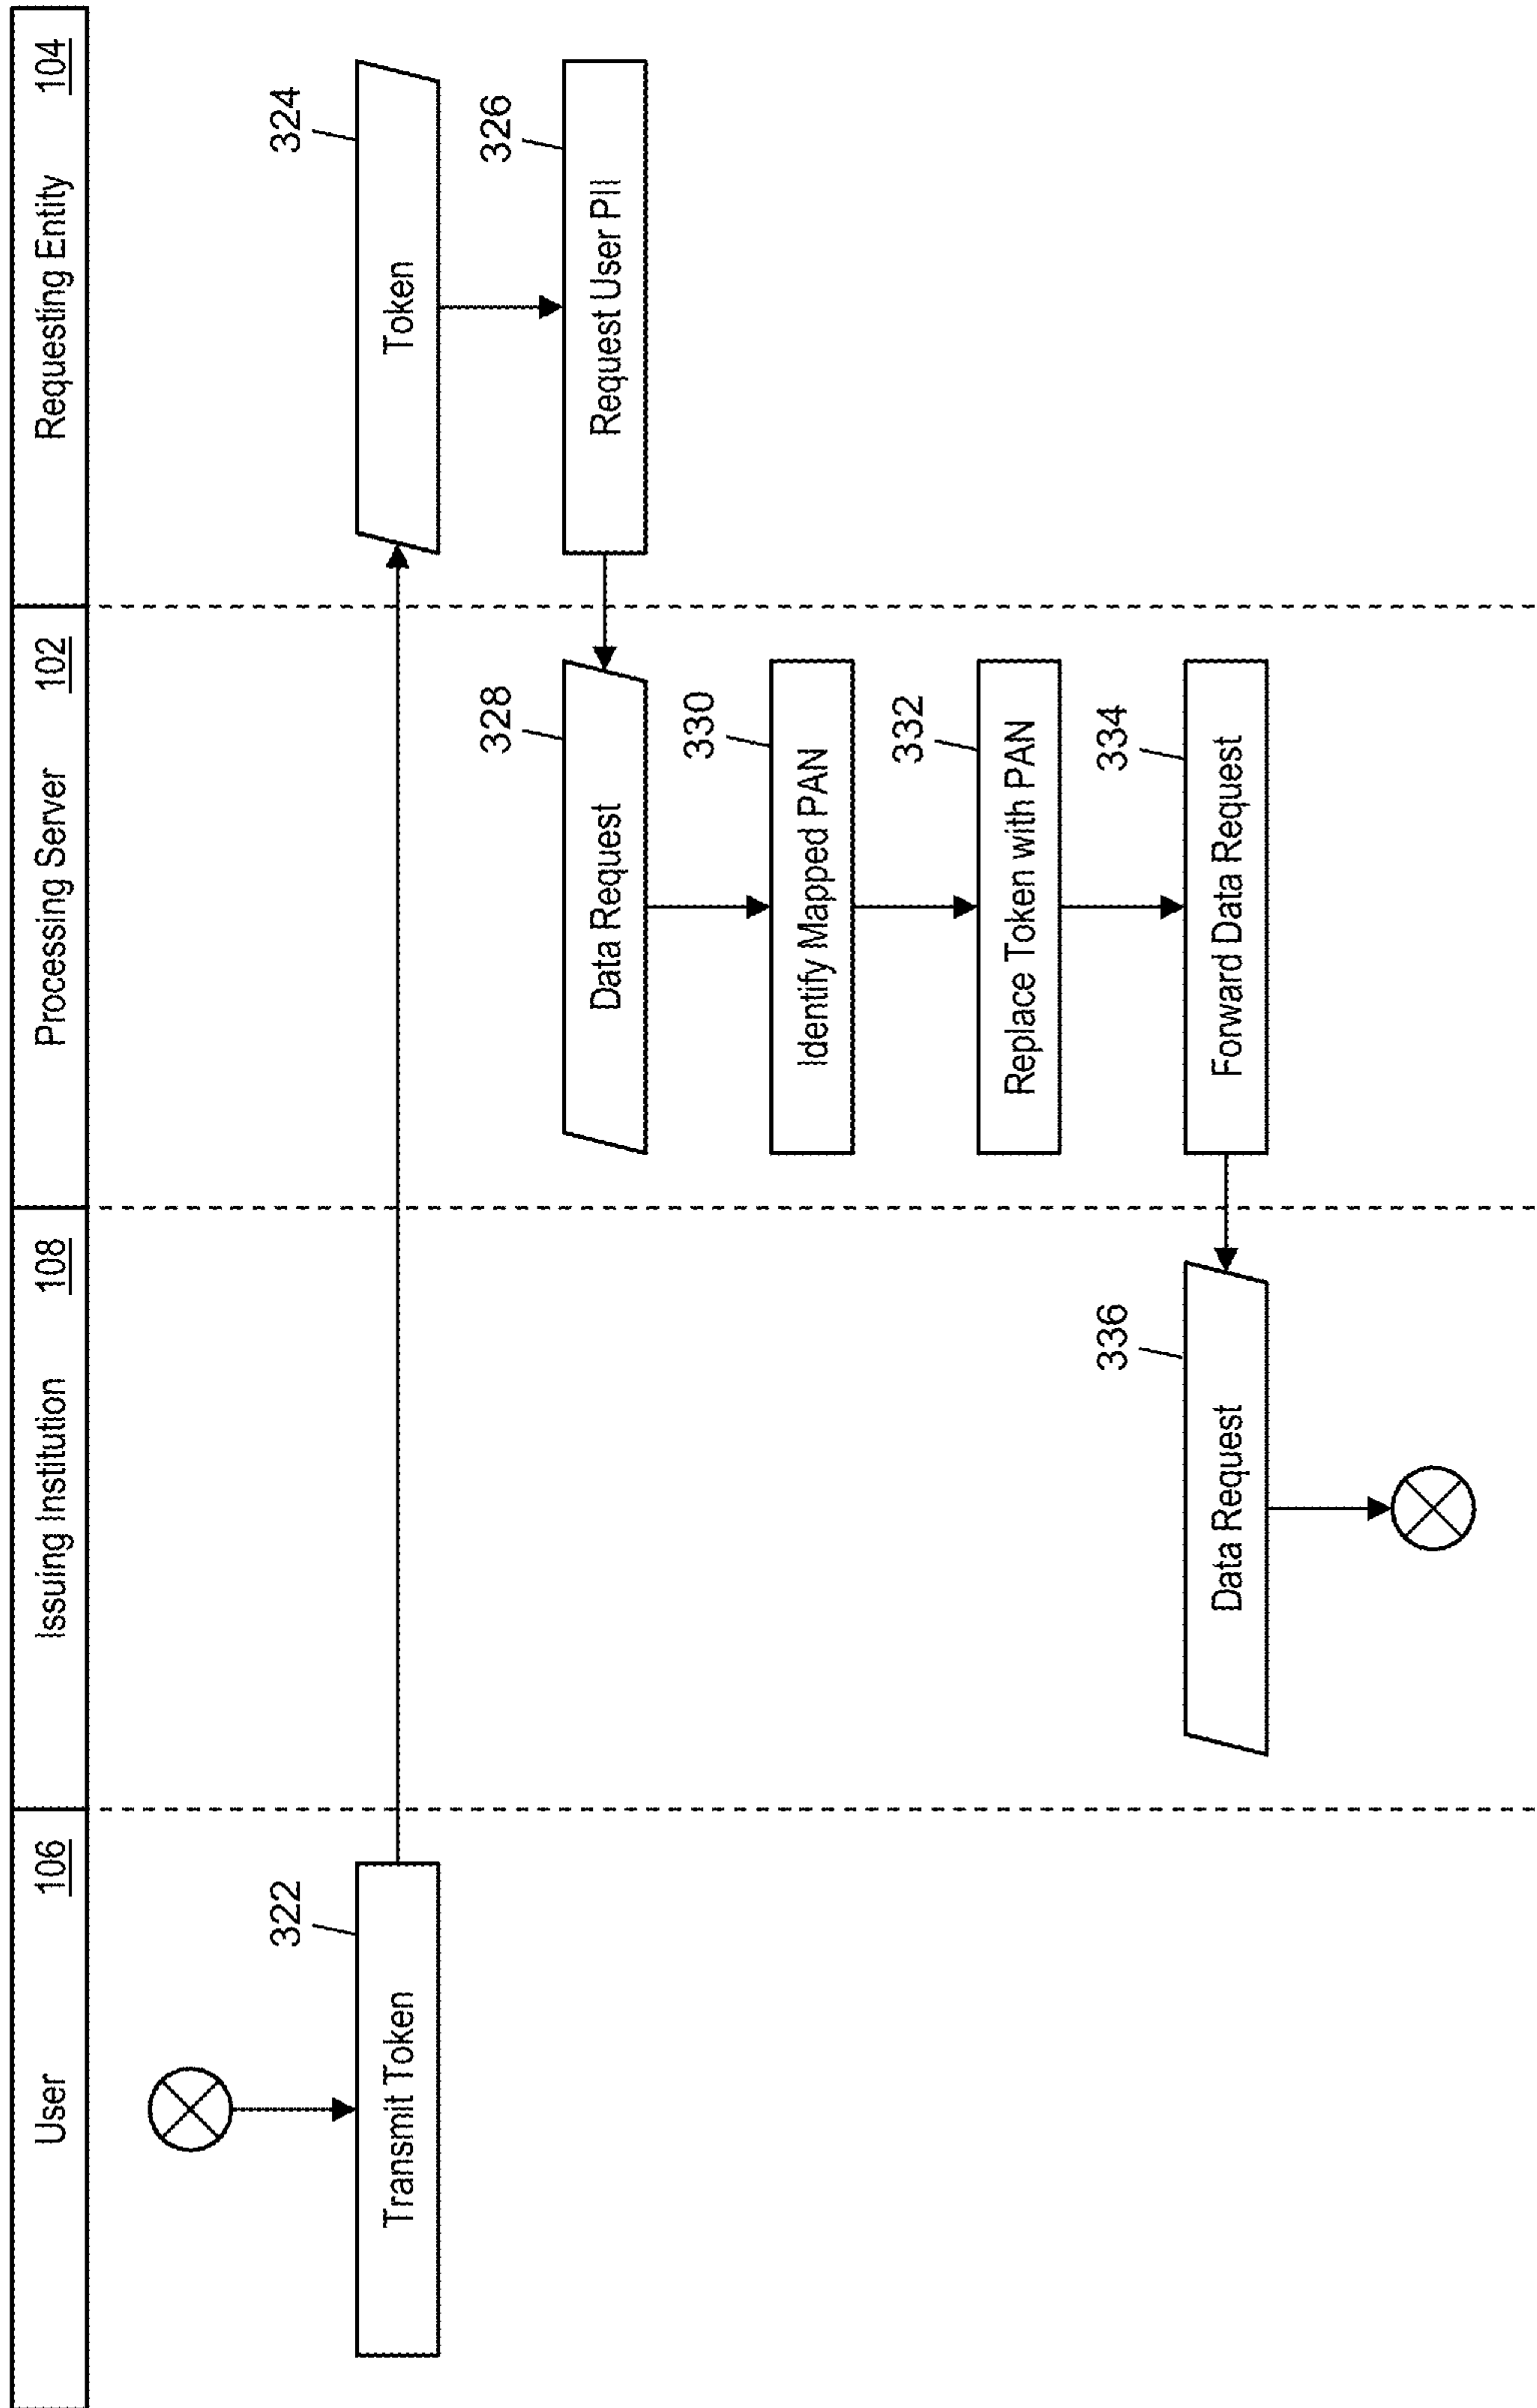 User 106
Issuing Institution 108
Processing Server 102
Requesting Entity 104
322
Transmit Token
324
Token
326
Request User PII
328
Data Request
330
Identify Mapped PAN
332
Replace Token with PAN
334
Forward Data Request
336
Data Request